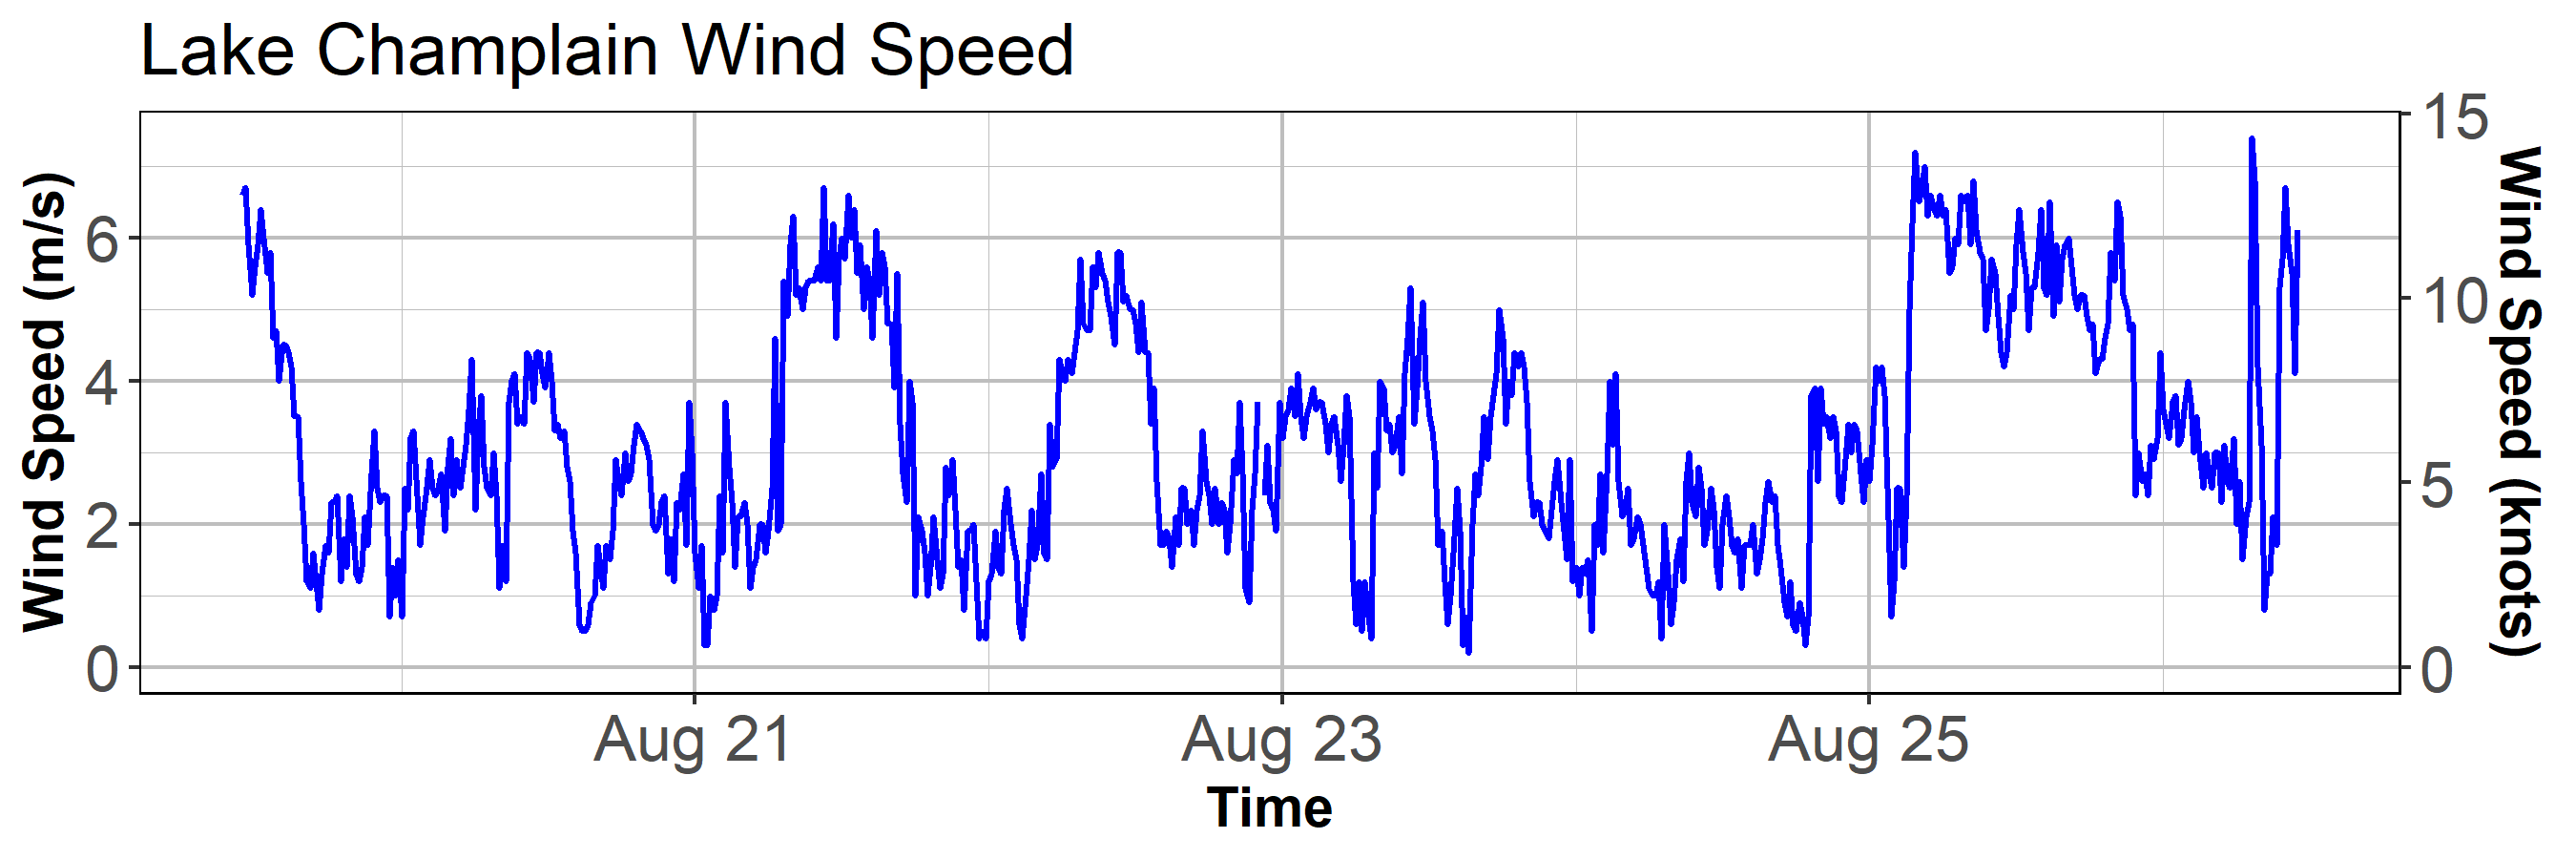 Lake Champlain Wind Speed
Wind Speed (m/s)
6
4
2
0
15
10
5
0
Wind Speed (knots)
Aug 21 Aug 23 Aug 25
Time